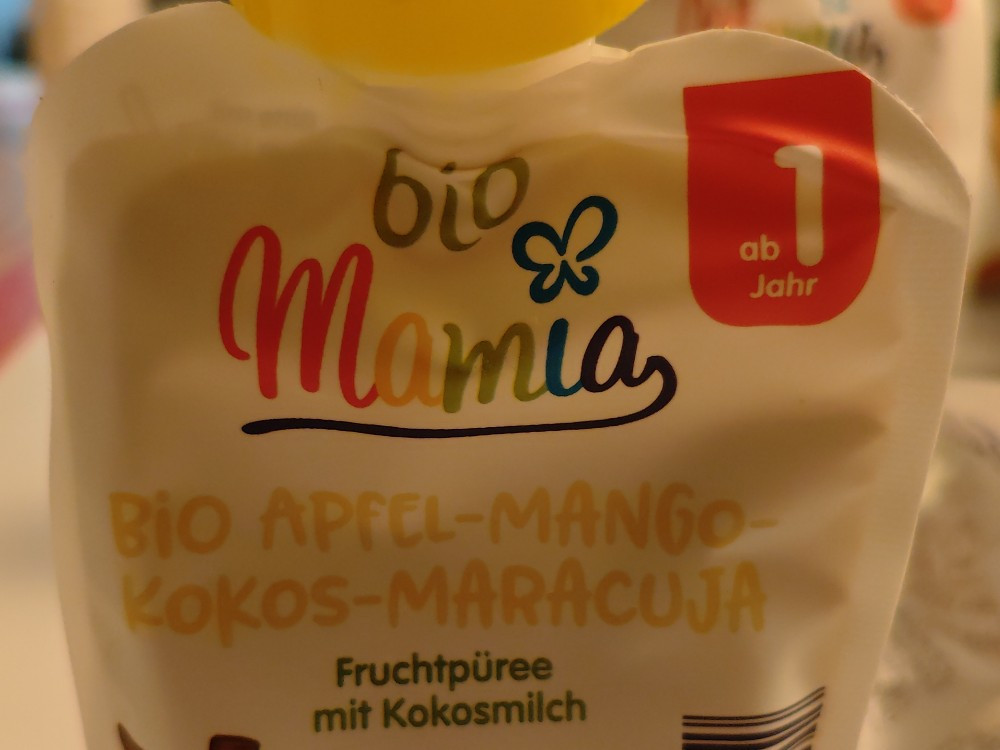 bio
Mamia
ab 1
Jahr
BiO APFEL-MANGO-
KOKOS-MARACUJA
Fruchtpüree
mit Kokosmilch